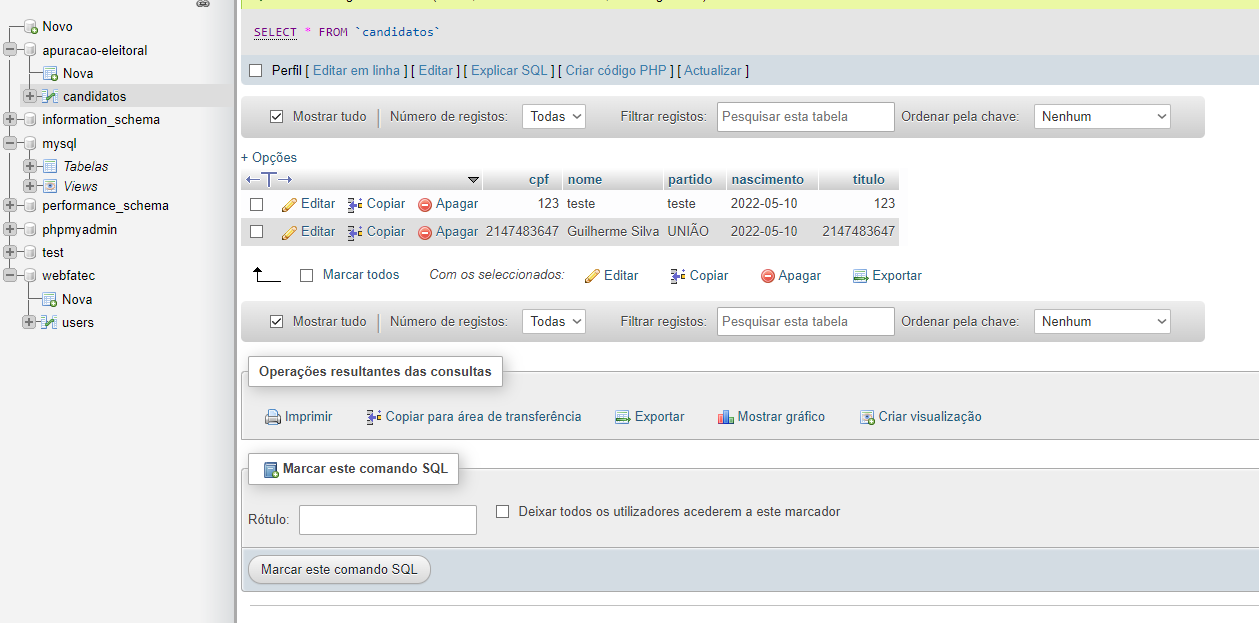 Novo
apuracao-eleitoral
Nova
candidatos
information_schema
mysql
Tabelas
Views
performance_schema
phpmyadmin
test
webfatec
Nova
users
SELECT * FROM `candidatos`
Perfil [ Editar em linha ] [ Editar ] [ Explicar SQL ] [ Criar código PHP ] [ Actualizar ]
Mostrar tudo Número de registos: Todas Filtrar registos: Pesquisar esta tabela Ordenar pela chave: Nenhum
+ Opções
cpf nome partido nascimento titulo
Editar Copiar Apagar 123 teste teste 2022-05-10 123
Editar Copiar Apagar 2147483647 Guilherme Silva UNIÃO 2022-05-10 2147483647
Marcar todos Com os seleccionados: Editar Copiar Apagar Exportar
Mostrar tudo Número de registos: Todas Filtrar registos: Pesquisar esta tabela Ordenar pela chave: Nenhum
Operações resultantes das consultas
Imprimir Copiar para área de transferência Exportar Mostrar gráfico Criar visualização
Marcar este comando SQL
Rótulo: Deixar todos os utilizadores acederem a este marcador
Marcar este comando SQL